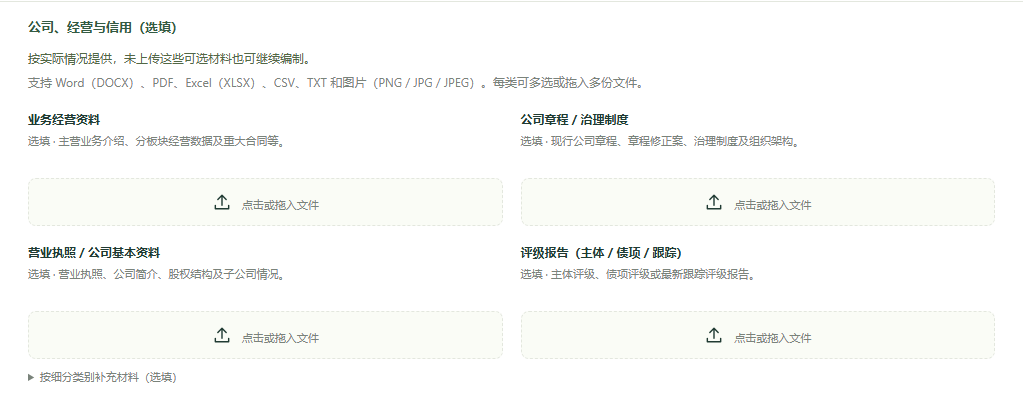 公司、经营与信用（选填）
按实际情况提供，未上传这些可选材料也可继续编制。
支持 Word（DOCX）、PDF、Excel（XLSX）、CSV、TXT 和图片（PNG / JPG / JPEG）。每类可多选或拖入多份文件。
业务经营资料
选填 · 主营业务介绍、分板块经营数据及重大合同等。
点击或拖入文件
公司章程 / 治理制度
选填 · 现行公司章程、章程修正案、治理制度及组织架构。
点击或拖入文件
营业执照 / 公司基本资料
选填 · 营业执照、公司简介、股权结构及子公司情况。
点击或拖入文件
评级报告（主体 / 债项 / 跟踪）
选填 · 主体评级、债项评级或最新跟踪评级报告。
点击或拖入文件
按细分类别补充材料（选填）